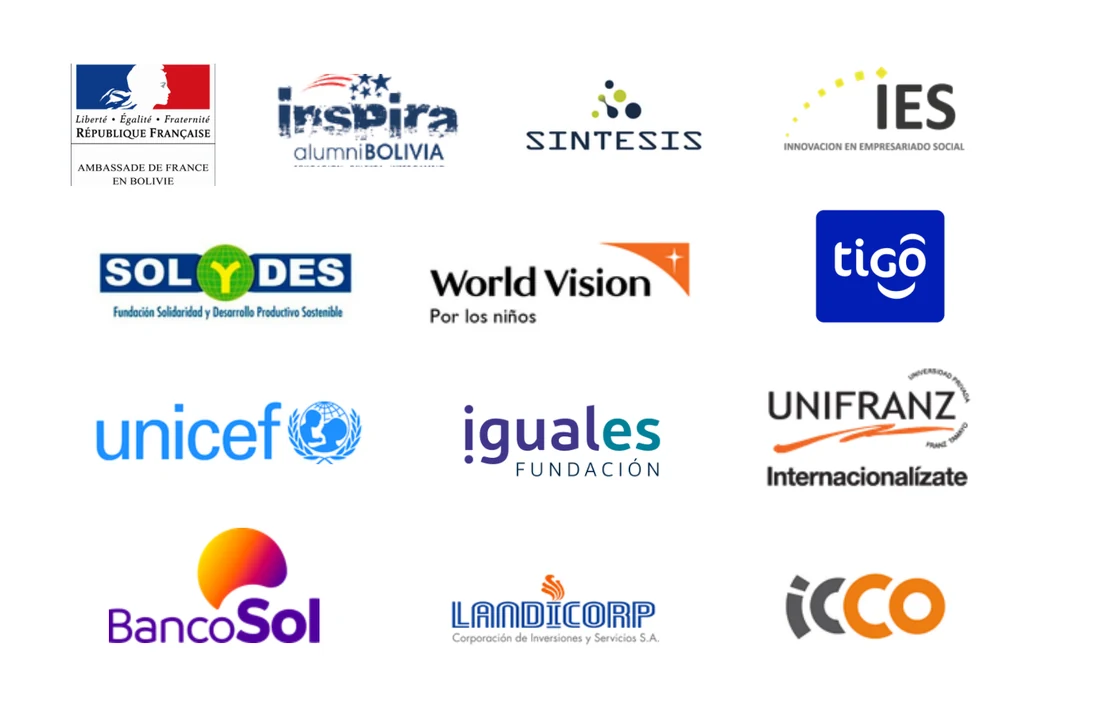 Liberté • Égalité • Fraternité
RÉPUBLIQUE FRANÇAISE
AMBASSADE DE FRANCE
EN BOLIVIE
inspira
alumniBOLIVIA
SINTESIS
IES
INNOVACION EN EMPRESARIADO SOCIAL
SOLYDES
Fundación Solidaridad y Desarrollo Productivo Sostenible
World Vision
Por los niños
tigo
unicef
iguales
FUNDACIÓN
UNIVERSIDAD PRIVADA
UNIFRANZ
FRANZ TAMAYO
Internacionalízate
BancoSol
LANDICORP
Corporación de Inversiones y Servicios S.A.
icco